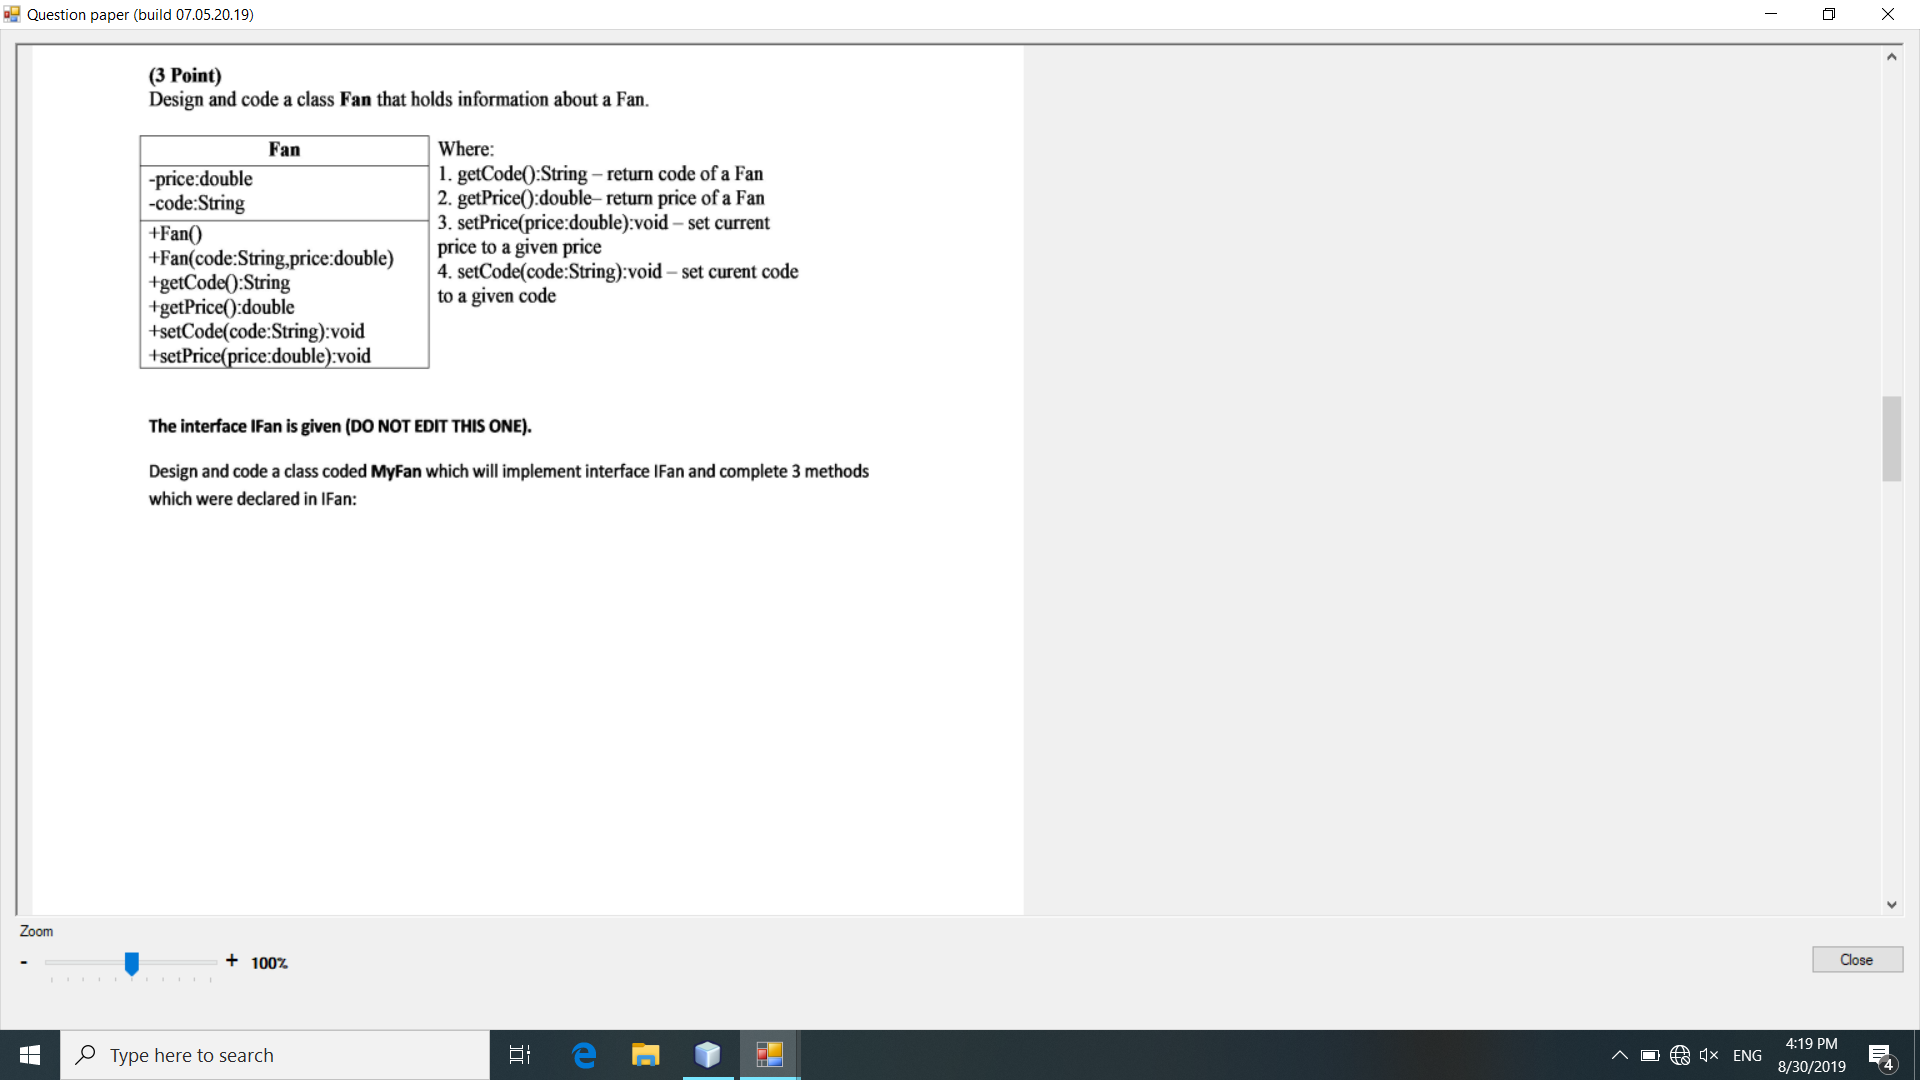 Question paper (build 07.05.20.19)
(3 Point)
Design and code a class Fan that holds information about a Fan.
Fan
-price:double
-code:String
+Fan()
+Fan(code:String,price:double)
+getCode():String
+getPrice():double
+setCode(code:String):void
+setPrice(price:double):void
Where:
1. getCode():String – return code of a Fan
2. getPrice():double– return price of a Fan
3. setPrice(price:double):void – set current
price to a given price
4. setCode(code:String):void – set curent code
to a given code
The interface IFan is given (DO NOT EDIT THIS ONE).
Design and code a class coded MyFan which will implement interface IFan and complete 3 methods
which were declared in IFan:
Zoom
- + 100%
Close
Type here to search
ENG
4:19 PM
8/30/2019
4